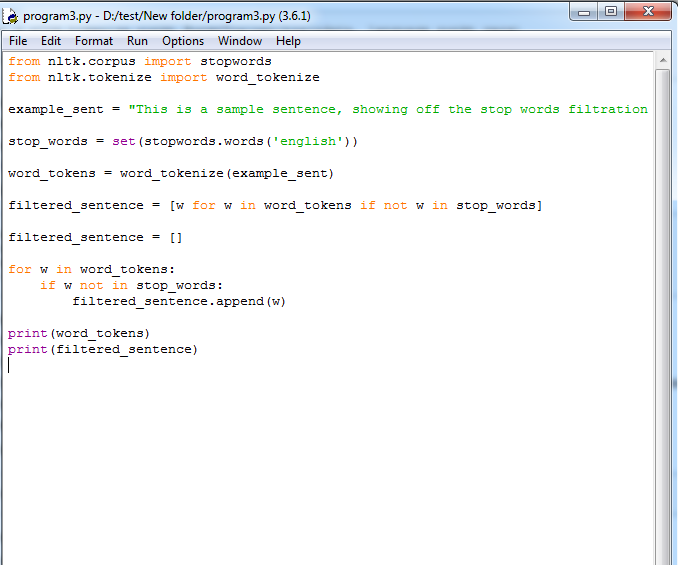 program3.py - D:/test/New folder/program3.py (3.6.1)
File Edit Format Run Options Window Help
from nltk.corpus import stopwords
from nltk.tokenize import word_tokenize

example_sent = "This is a sample sentence, showing off the stop words filtration

stop_words = set(stopwords.words('english'))

word_tokens = word_tokenize(example_sent)

filtered_sentence = [w for w in word_tokens if not w in stop_words]

filtered_sentence = []

for w in word_tokens:
    if w not in stop_words:
        filtered_sentence.append(w)

print(word_tokens)
print(filtered_sentence)